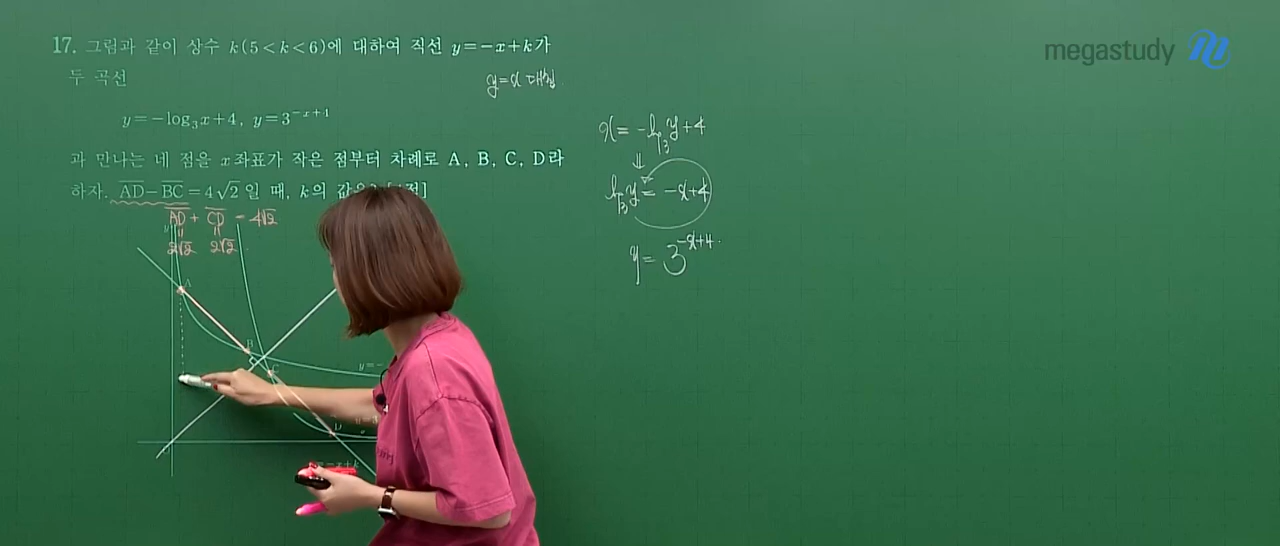 17. 그림과 같이 상수 k(5<k<6)에 대하여 직선 y=-x+k가
두 곡선
y=x 대칭
y=-log₃x+4, y=3^{-x+4}
과 만나는 네 점을 x좌표가 작은 점부터 차례로 A, B, C, D라
하자. AD-BC=4√2일 때, k의 값은?
AD+CD=4√2
2√2 2√2
A
B
C
D
O
y
y=-
y=3
-x+k
x=-log₃y+4
⇓
log₃y=-x+4
y=3^{-x+4}
megastudy